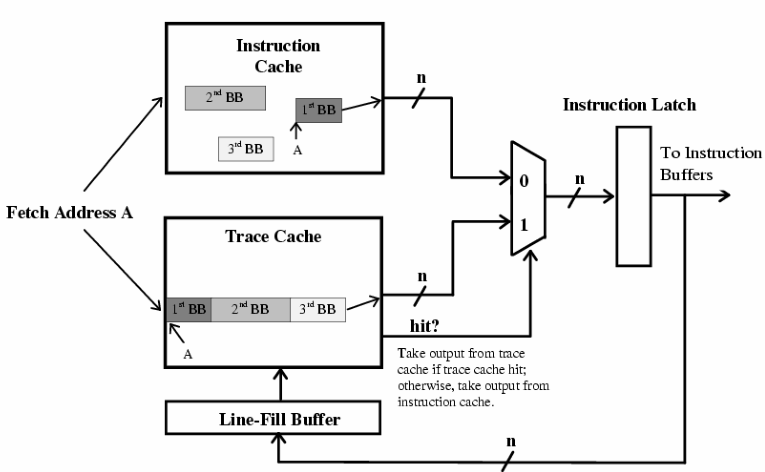 Instruction
Cache
2nd BB
1st BB
3rd BB
A
n
Instruction Latch
To Instruction
Buffers
0
1
n
Fetch Address A
Trace Cache
1st BB 2nd BB 3rd BB
A
n
hit?
Take output from trace
cache if trace cache hit;
otherwise, take output from
instruction cache.
Line-Fill Buffer
n